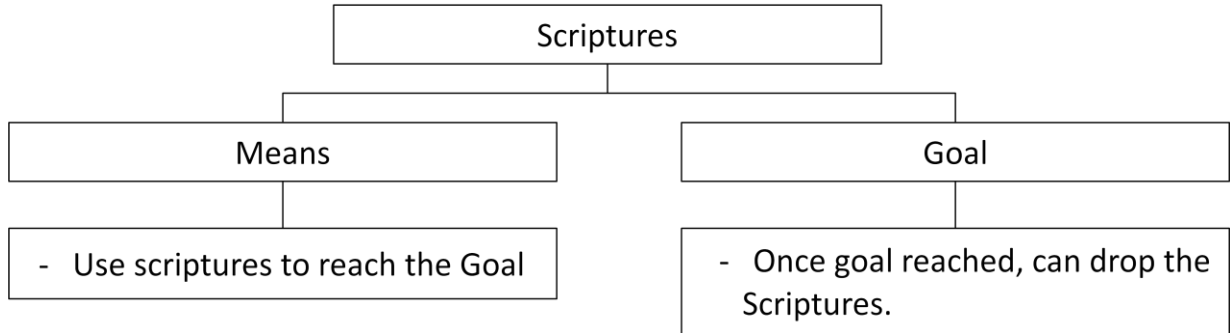 Scriptures
Means
Goal
- Use scriptures to reach the Goal
- Once goal reached, can drop the
Scriptures.